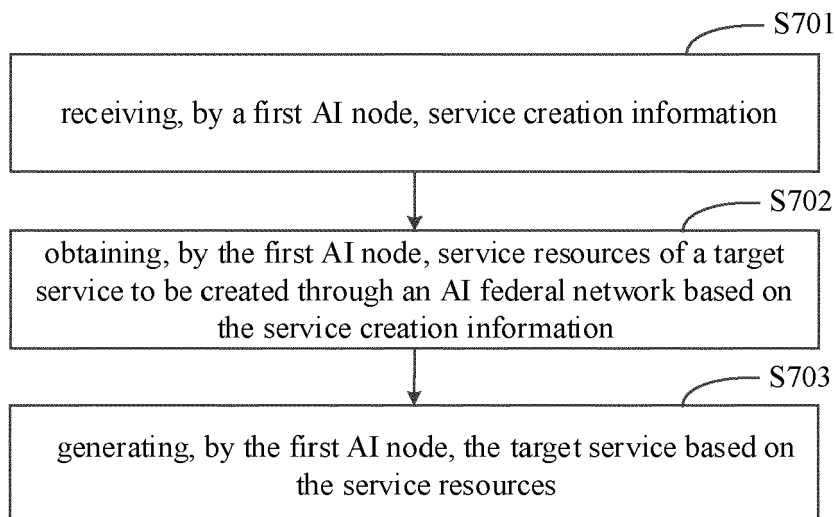 S701
receiving, by a first AI node, service creation information
S702
obtaining, by the first AI node, service resources of a target
service to be created through an AI federal network based on
the service creation information
S703
generating, by the first AI node, the target service based on
the service resources